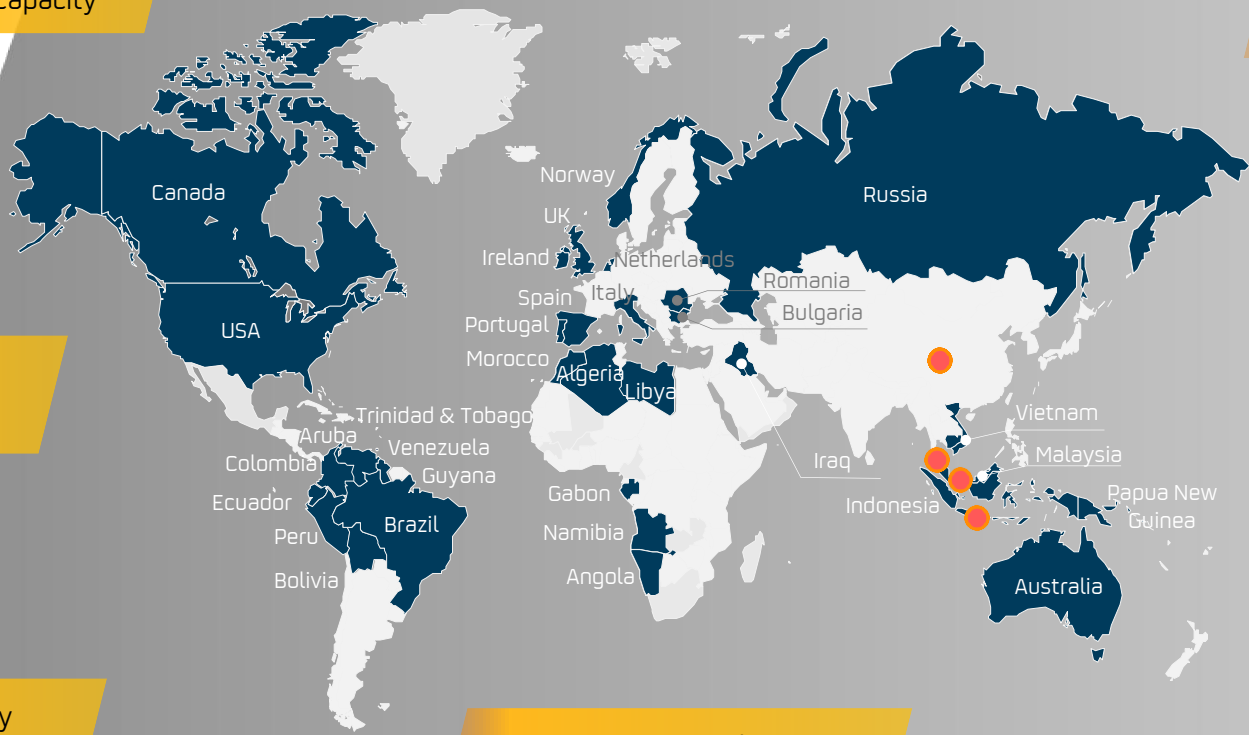 capacity
Canada
USA
Norway
UK
Ireland
Netherlands
Spain
Italy
Portugal
Morocco
Algeria
Libya
Russia
Romania
Bulgaria
Trinidad & Tobago
Aruba
Venezuela
Colombia
Guyana
Ecuador
Peru
Brazil
Bolivia
Gabon
Namibia
Angola
Iraq
Vietnam
Malaysia
Indonesia
Papua New
Guinea
Australia
y